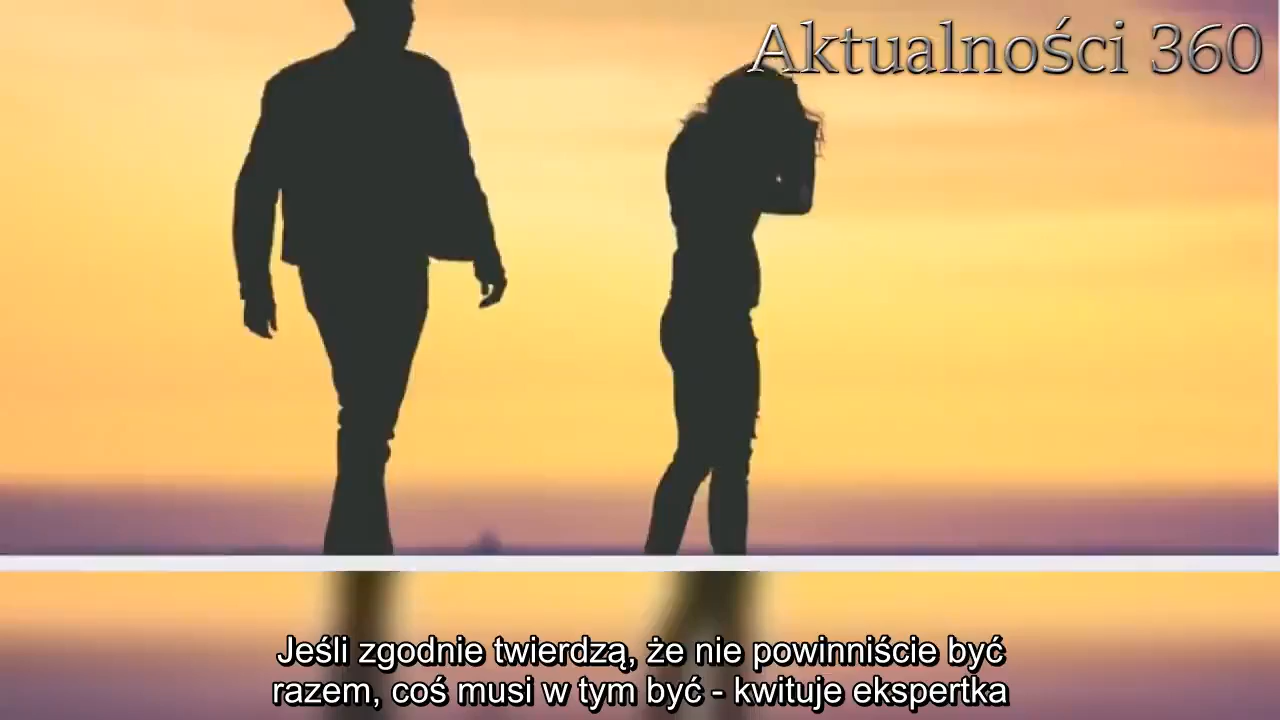 Aktualności 360
Jeśli zgodnie twierdzą, że nie powinniście być
razem, coś musi w tym być - kwituje ekspertka